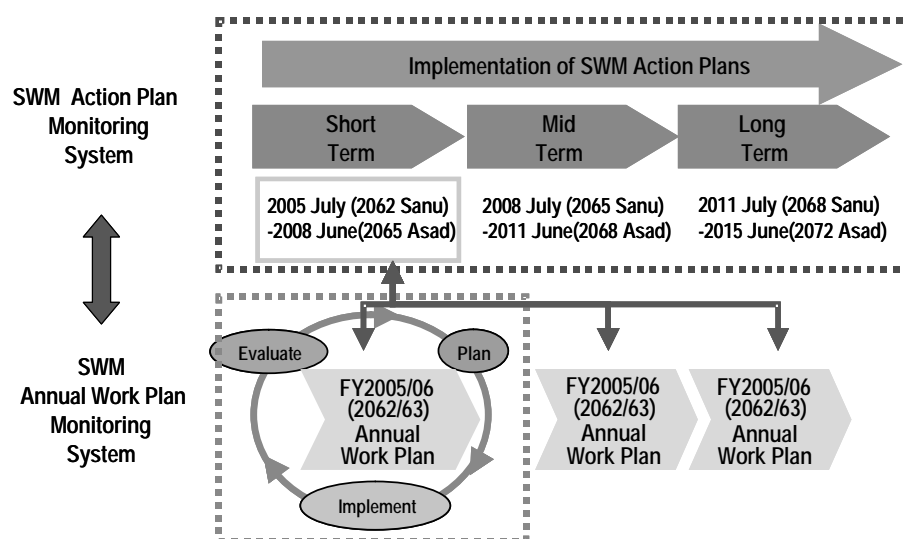 Implementation of SWM Action Plans
SWM Action Plan
Monitoring
System
Short
Term
Mid
Term
Long
Term
2005 July (2062 Sanu)
-2008 June(2065 Asad)
2008 July (2065 Sanu)
-2011 June(2068 Asad)
2011 July (2068 Sanu)
-2015 June(2072 Asad)
SWM
Annual Work Plan
Monitoring
System
Evaluate
Plan
Implement
FY2005/06
(2062/63)
Annual
Work Plan
FY2005/06
(2062/63)
Annual
Work Plan
FY2005/06
(2062/63)
Annual
Work Plan